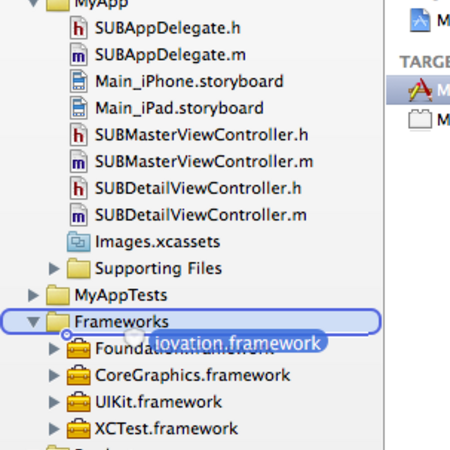 MyApp
SUBAppDelegate.h
SUBAppDelegate.m
Main_iPhone.storyboard
Main_iPad.storyboard
SUBMasterViewController.h
SUBMasterViewController.m
SUBDetailViewController.h
SUBDetailViewController.m
Images.xcassets
Supporting Files
MyAppTests
Frameworks
iovation.framework
Foundation.framework
CoreGraphics.framework
UIKit.framework
XCTest.framework
M
TARGE
M
M